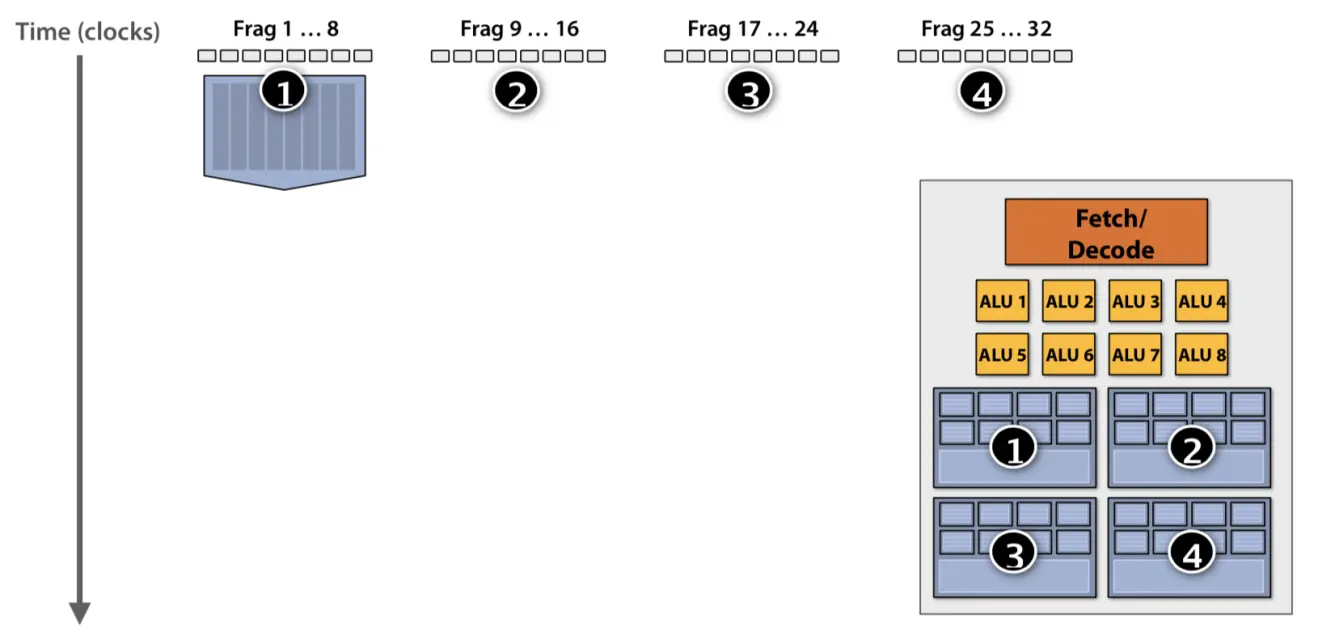 Time (clocks)
Frag 1 … 8
Frag 9 … 16
Frag 17 … 24
Frag 25 … 32
1
2
3
4
Fetch/
Decode
ALU 1
ALU 2
ALU 3
ALU 4
ALU 5
ALU 6
ALU 7
ALU 8
1
2
3
4